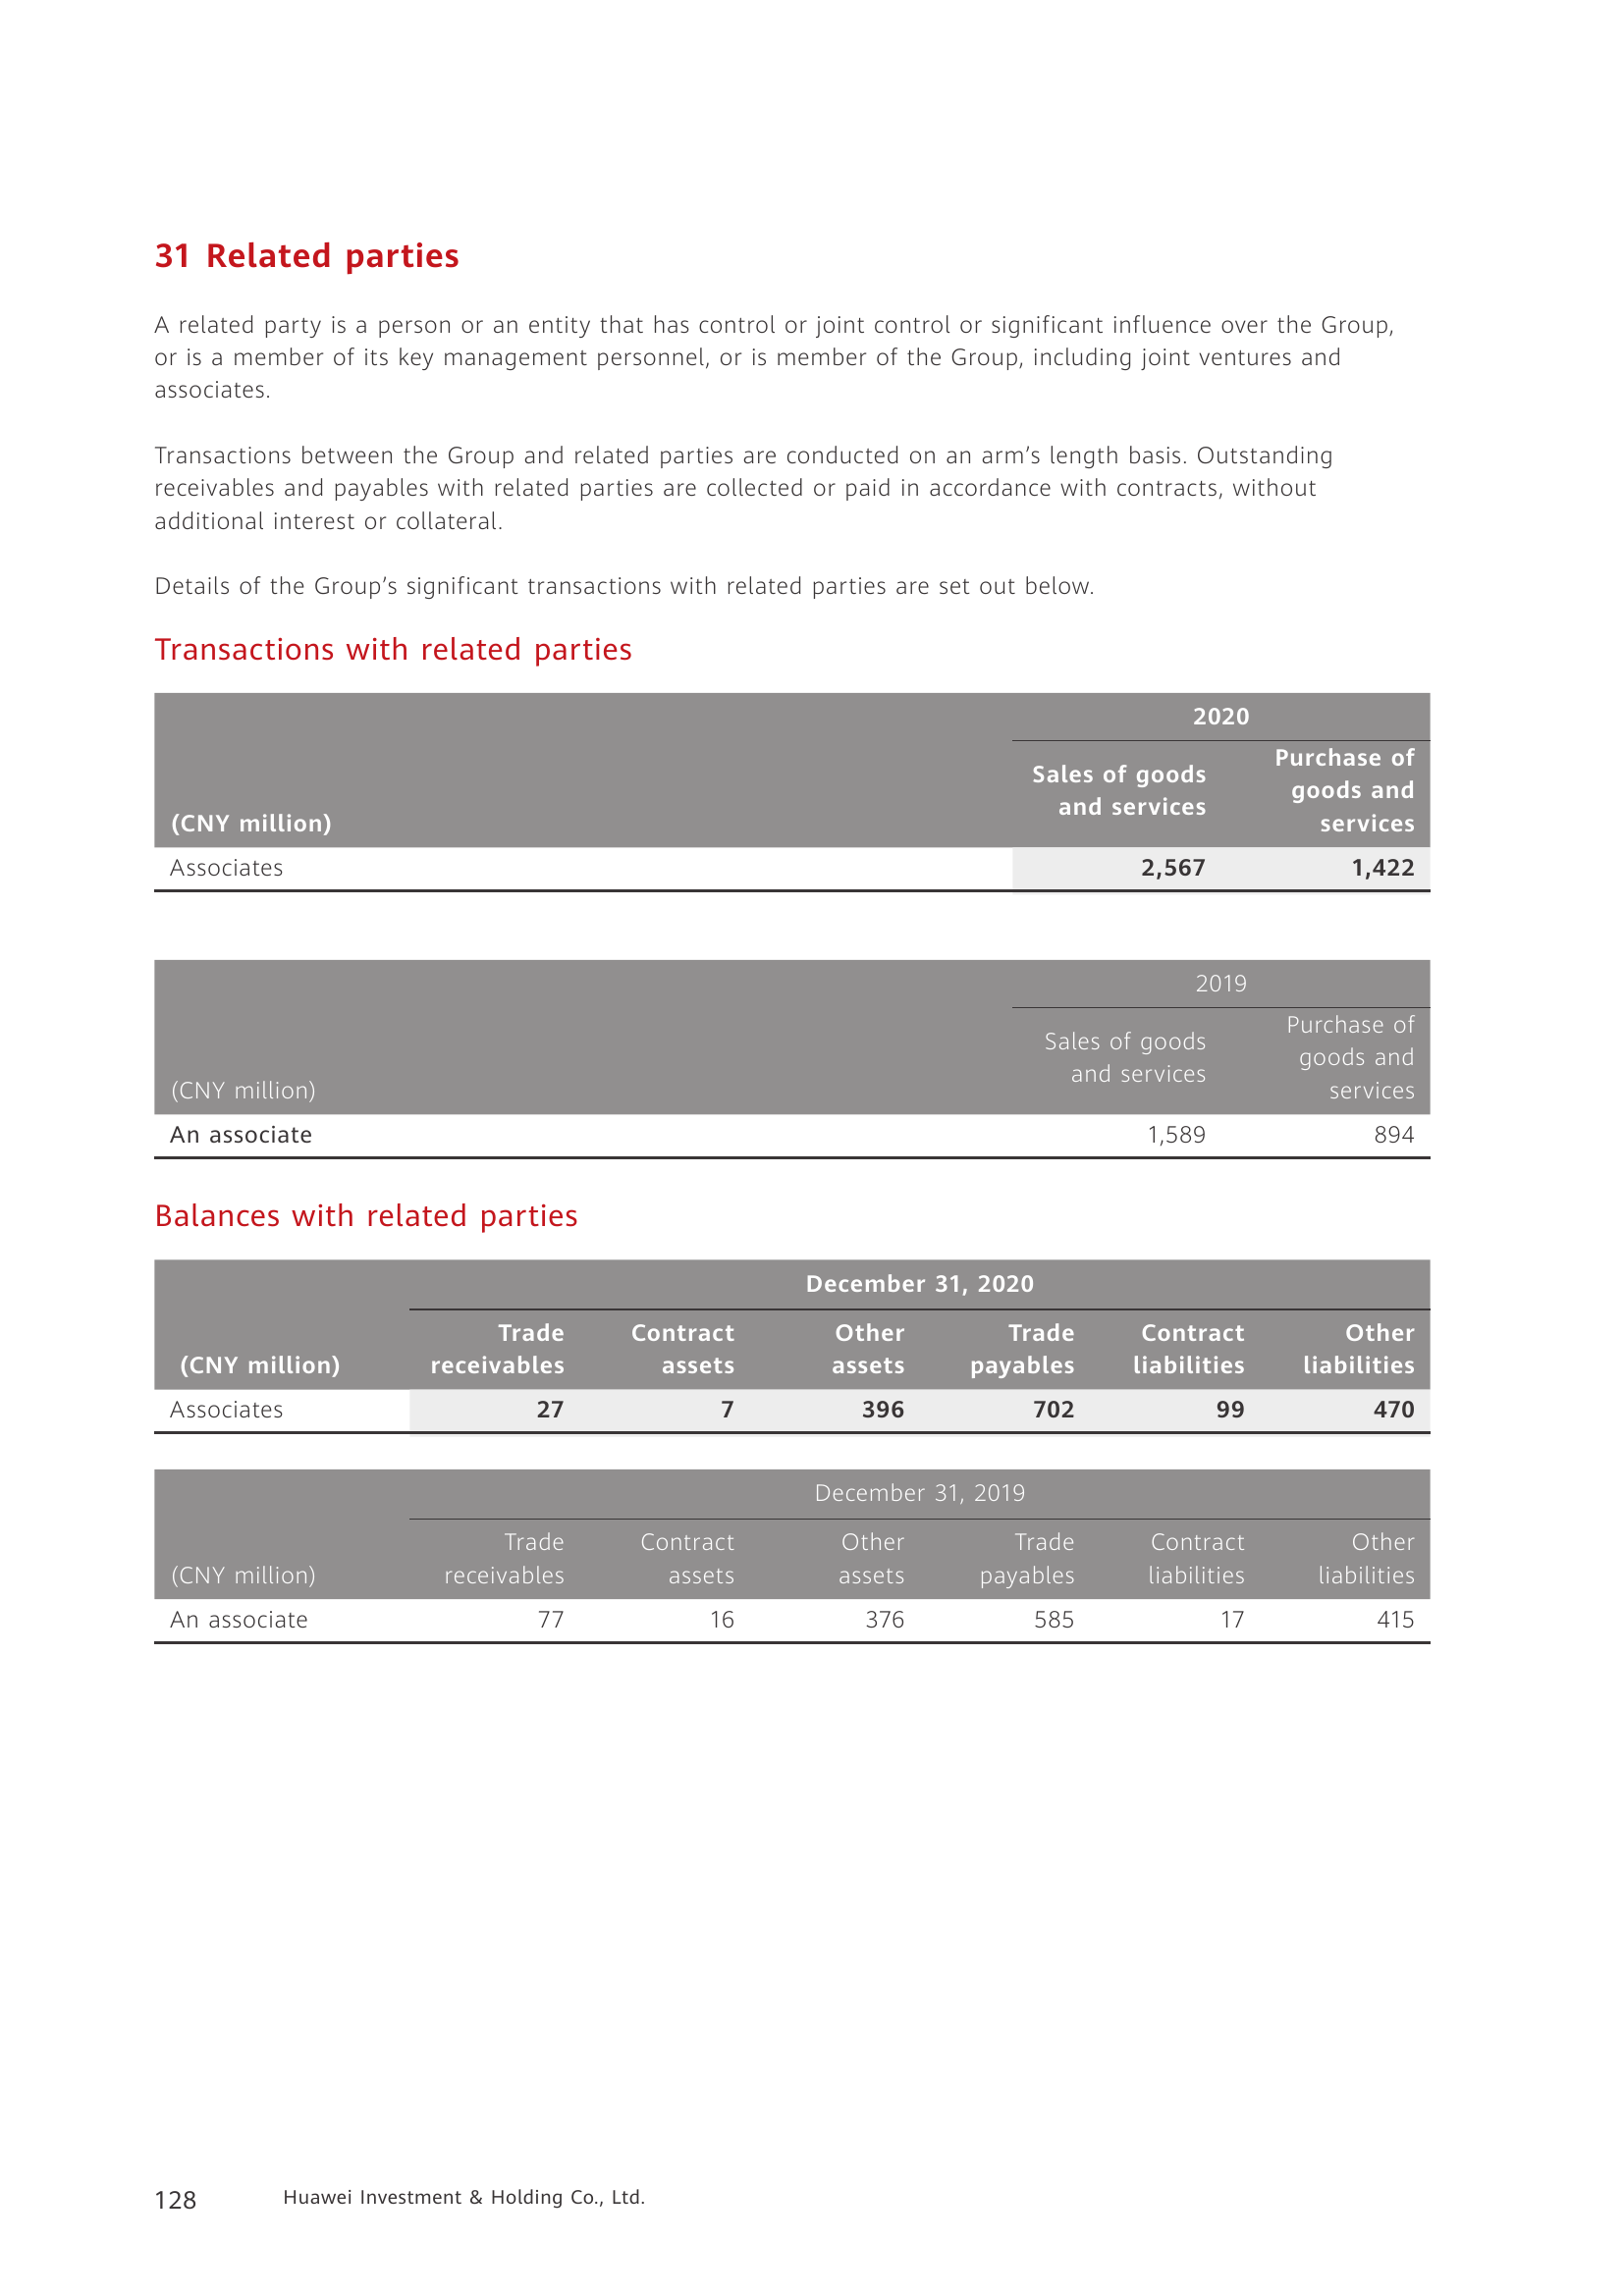 31 Related parties
A related party is a person or an entity that has control or joint control or significant influence over the Group,
or is a member of its key management personnel, or is member of the Group, including joint ventures and
associates.
Transactions between the Group and related parties are conducted on an arm’s length basis. Outstanding
receivables and payables with related parties are collected or paid in accordance with contracts, without
additional interest or collateral.
Details of the Group’s significant transactions with related parties are set out below.
Transactions with related parties
2020
(CNY million) Sales of goods and services Purchase of goods and services
Associates 2,567 1,422
2019
(CNY million) Sales of goods and services Purchase of goods and services
An associate 1,589 894
Balances with related parties
December 31, 2020
Trade Contract Other Trade Contract Other
(CNY million) receivables assets assets payables liabilities liabilities
Associates 27 7 396 702 99 470
December 31, 2019
Trade Contract Other Trade Contract Other
(CNY million) receivables assets assets payables liabilities liabilities
An associate 77 16 376 585 17 415
128 Huawei Investment & Holding Co., Ltd.